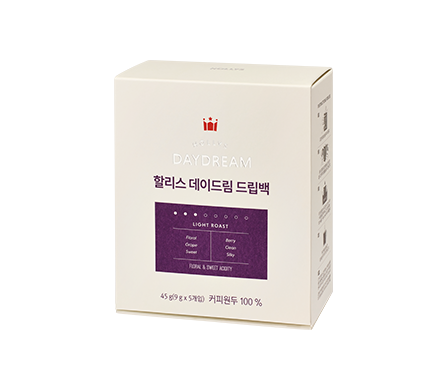 DAYDREAM
할리스 데이드림 드립백
LIGHT ROAST
Floral
Grape
Sweet
Berry
Clean
Silky
FLORAL & SWEET ACIDITY
45 g(9 g x 5개입) 커피원두 100 %